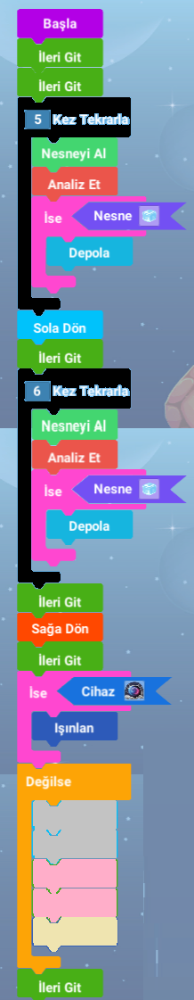 Başla
İleri Git
İleri Git
5 Kez Tekrarla
Nesneyi Al
Analiz Et
İse Nesne
Depola
Sola Dön
İleri Git
6 Kez Tekrarla
Nesneyi Al
Analiz Et
İse Nesne
Depola
İleri Git
Sağa Dön
İleri Git
İse Cihaz
Işınlan
Değilse
İleri Git